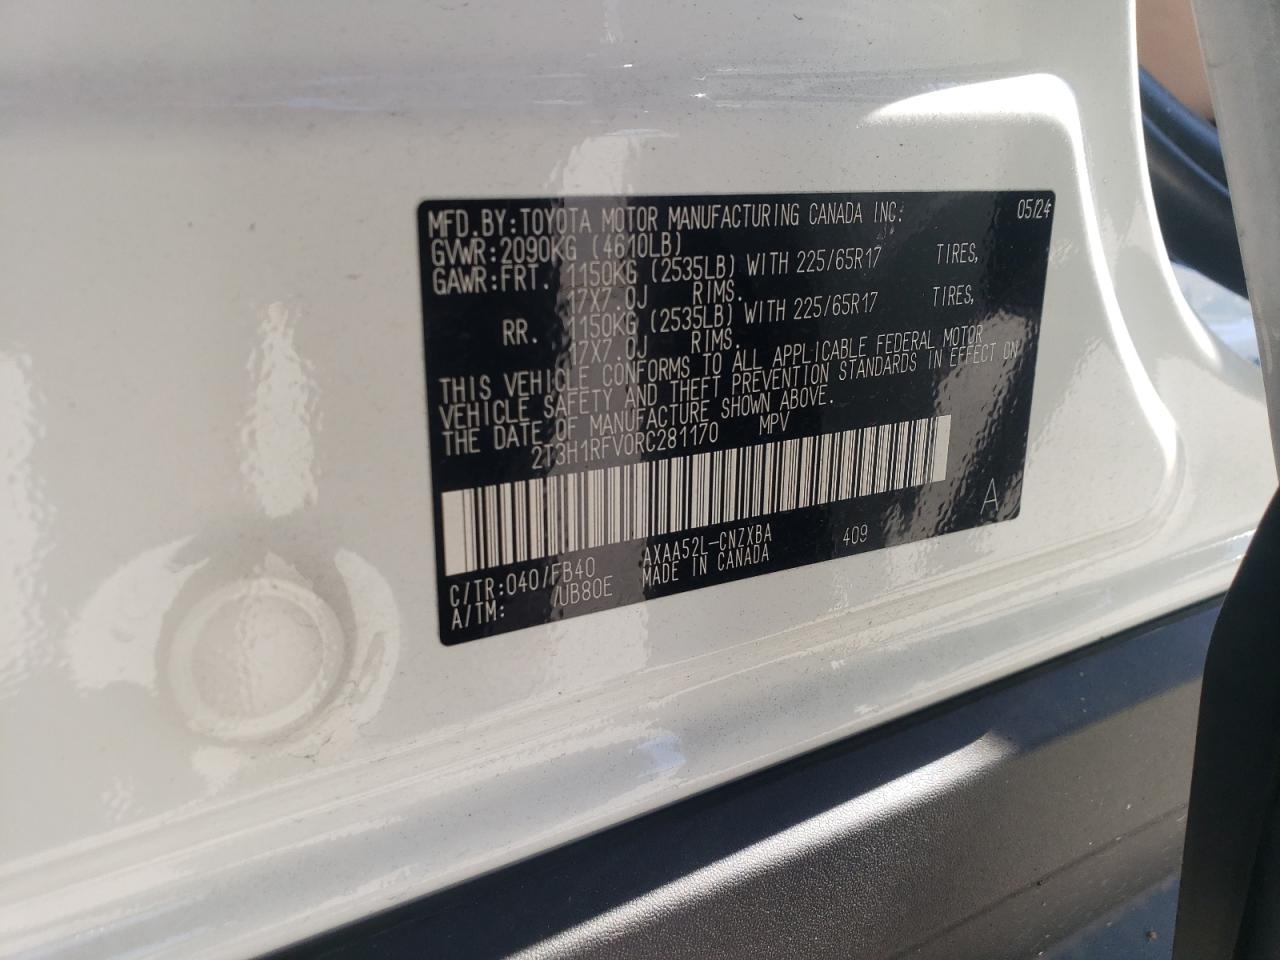 MFD.BY:TOYOTA MOTOR MANUFACTURING CANADA INC. 05/24
GVWR:2090KG (4610LB)
GAWR:FRT. 1150KG (2535LB) WITH 225/65R17 TIRES,
17X7.0J RIMS.
RR. 1150KG (2535LB) WITH 225/65R17 TIRES,
17X7.0J RIMS.
THIS VEHICLE CONFORMS TO ALL APPLICABLE FEDERAL MOTOR
VEHICLE SAFETY AND THEFT PREVENTION STANDARDS IN EFFECT ON
THE DATE OF MANUFACTURE SHOWN ABOVE.
2T3H1RFV0RC281170 MPV
A
C/TR:040/FB40 AXAA52L-CNZXBA 409
A/TM: /UB80E MADE IN CANADA